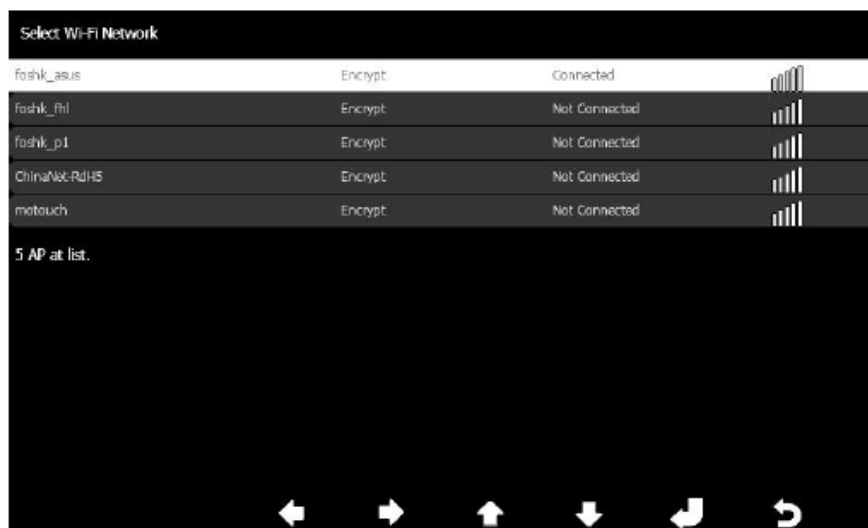 Select Wi-Fi Network
foshk_asus Encrypt Connected
foshk_fhl Encrypt Not Connected
foshk_p1 Encrypt Not Connected
ChinaNet-RdH5 Encrypt Not Connected
motouch Encrypt Not Connected
5 AP at list.